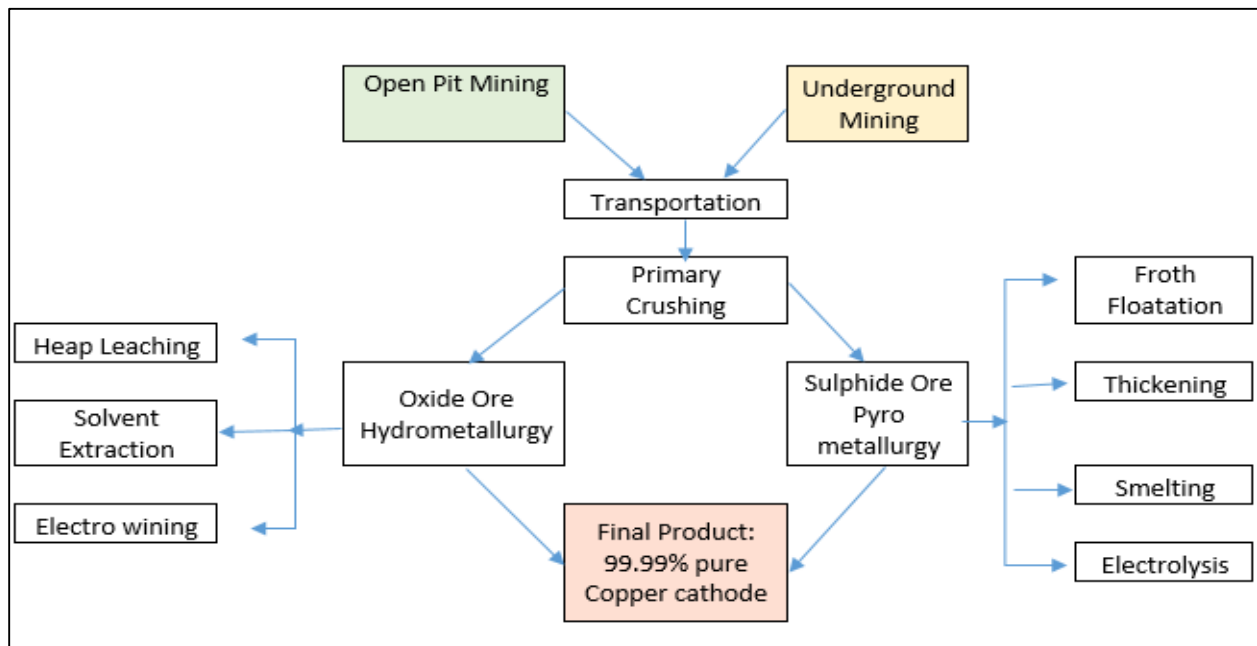 Open Pit Mining
Underground
Mining
Transportation
Primary
Crushing
Froth
Floatation
Heap Leaching
Thickening
Oxide Ore
Hydrometallurgy
Sulphide Ore
Pyro
metallurgy
Solvent
Extraction
Smelting
Electro wining
Final Product:
99.99% pure
Copper cathode
Electrolysis